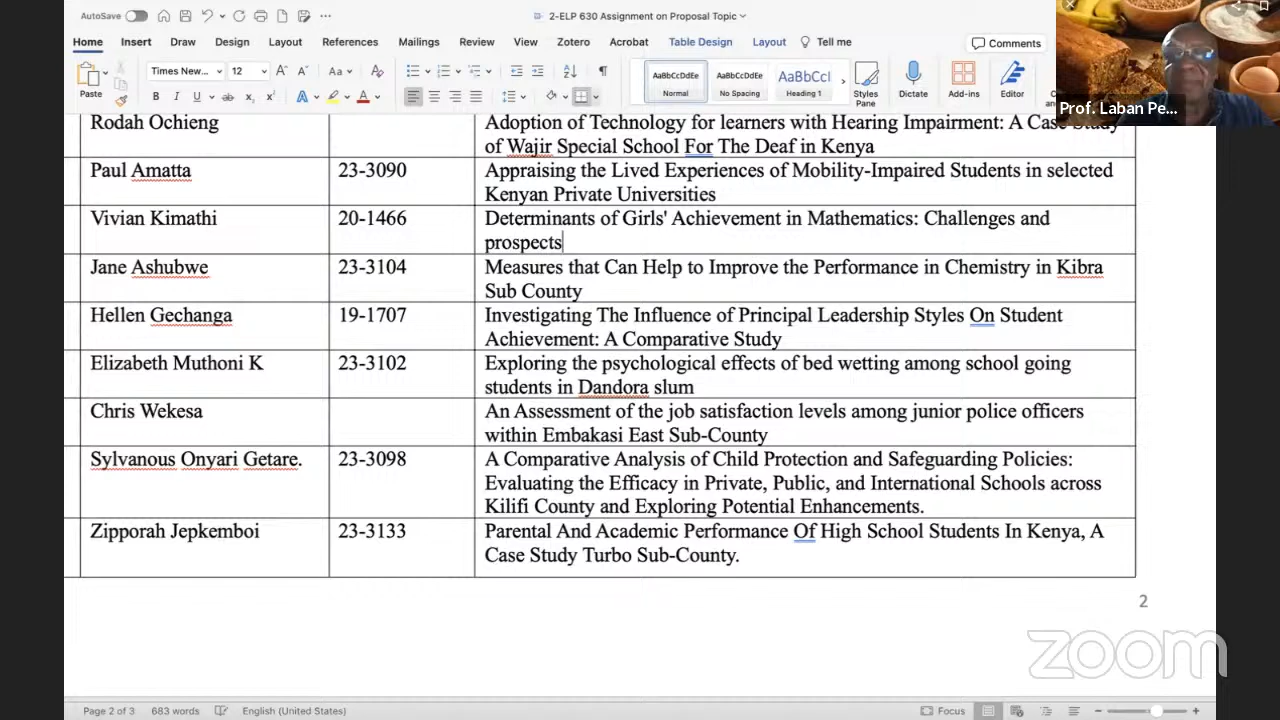 AutoSave
2-ELP 630 Assignment on Proposal Topic
Home Insert Draw Design Layout References Mailings Review View Zotero Acrobat Table Design Layout Tell me
Comments
Paste
Times New... 12
AaBbCcDdEe
Normal
AaBbCcDdEe
No Spacing
AaBbCcI
Heading 1
Styles
Pane
Dictate
Add-ins
Editor
Prof. Laban Pe...
Rodah Ochieng
Adoption of Technology for learners with Hearing Impairment: A Case Study
of Wajir Special School For The Deaf in Kenya
Paul Amatta 23-3090 Appraising the Lived Experiences of Mobility-Impaired Students in selected
Kenyan Private Universities
Vivian Kimathi 20-1466 Determinants of Girls' Achievement in Mathematics: Challenges and
prospects
Jane Ashubwe 23-3104 Measures that Can Help to Improve the Performance in Chemistry in Kibra
Sub County
Hellen Gechanga 19-1707 Investigating The Influence of Principal Leadership Styles On Student
Achievement: A Comparative Study
Elizabeth Muthoni K 23-3102 Exploring the psychological effects of bed wetting among school going
students in Dandora slum
Chris Wekesa An Assessment of the job satisfaction levels among junior police officers
within Embakasi East Sub-County
Sylvanous Onyari Getare. 23-3098 A Comparative Analysis of Child Protection and Safeguarding Policies:
Evaluating the Efficacy in Private, Public, and International Schools across
Kilifi County and Exploring Potential Enhancements.
Zipporah Jepkemboi 23-3133 Parental And Academic Performance Of High School Students In Kenya, A
Case Study Turbo Sub-County.
2
zoom
Page 2 of 3 683 words English (United States) Focus